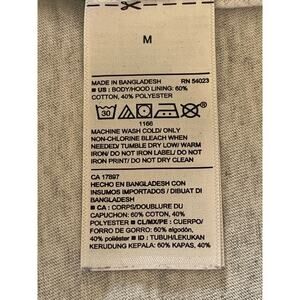 M
MADE IN BANGLADESH RN 54023
■ US: BODY/HOOD LINING: 60%
COTTON, 40% POLYESTER
30
1166
MACHINE WASH COLD/ ONLY
NON-CHLORINE BLEACH WHEN
NEEDED/ TUMBLE DRY LOW/ WARM
IRON/ DO NOT IRON LABEL/ DO NOT
IRON PRINT/ DO NOT DRY CLEAN
CA 17897
HECHO EN BANGLADESH CON
INSUMOS IMPORTADOS / DIBUAT DI
BANGLADESH
■ CA : CORPS/DOUBLURE DU
CAPUCHON: 60% COTON, 40%
POLYESTER ■ CL/MX/PE : CUERPO/
FORRO DE GORRO: 60% algodón,
40% poliéster ■ ID : TUBUH/LEKUKAN
KERUDUNG KEPALA: 60% KAPAS, 40%